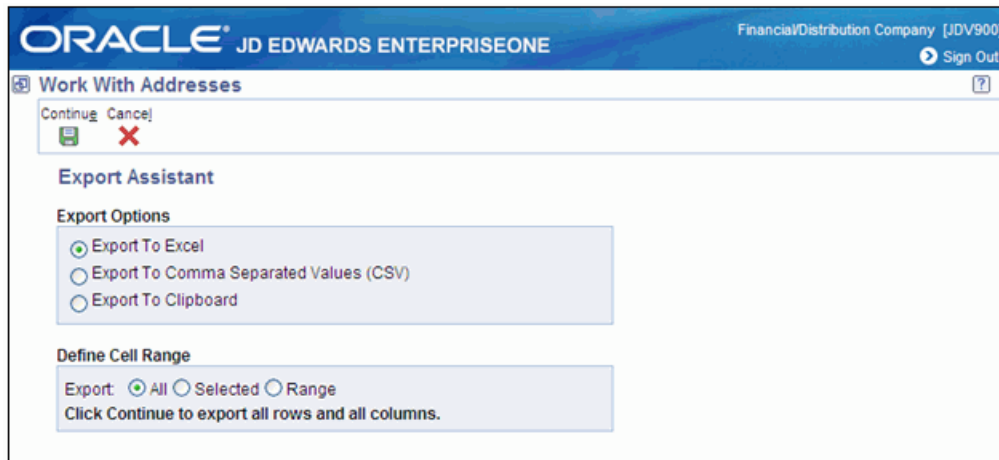 ORACLE® JD EDWARDS ENTERPRISEONE
Financial/Distribution Company [JDV900
Sign Out
Work With Addresses
?
Continue Cancel
Export Assistant
Export Options
Export To Excel
Export To Comma Separated Values (CSV)
Export To Clipboard
Define Cell Range
Export: All Selected Range
Click Continue to export all rows and all columns.